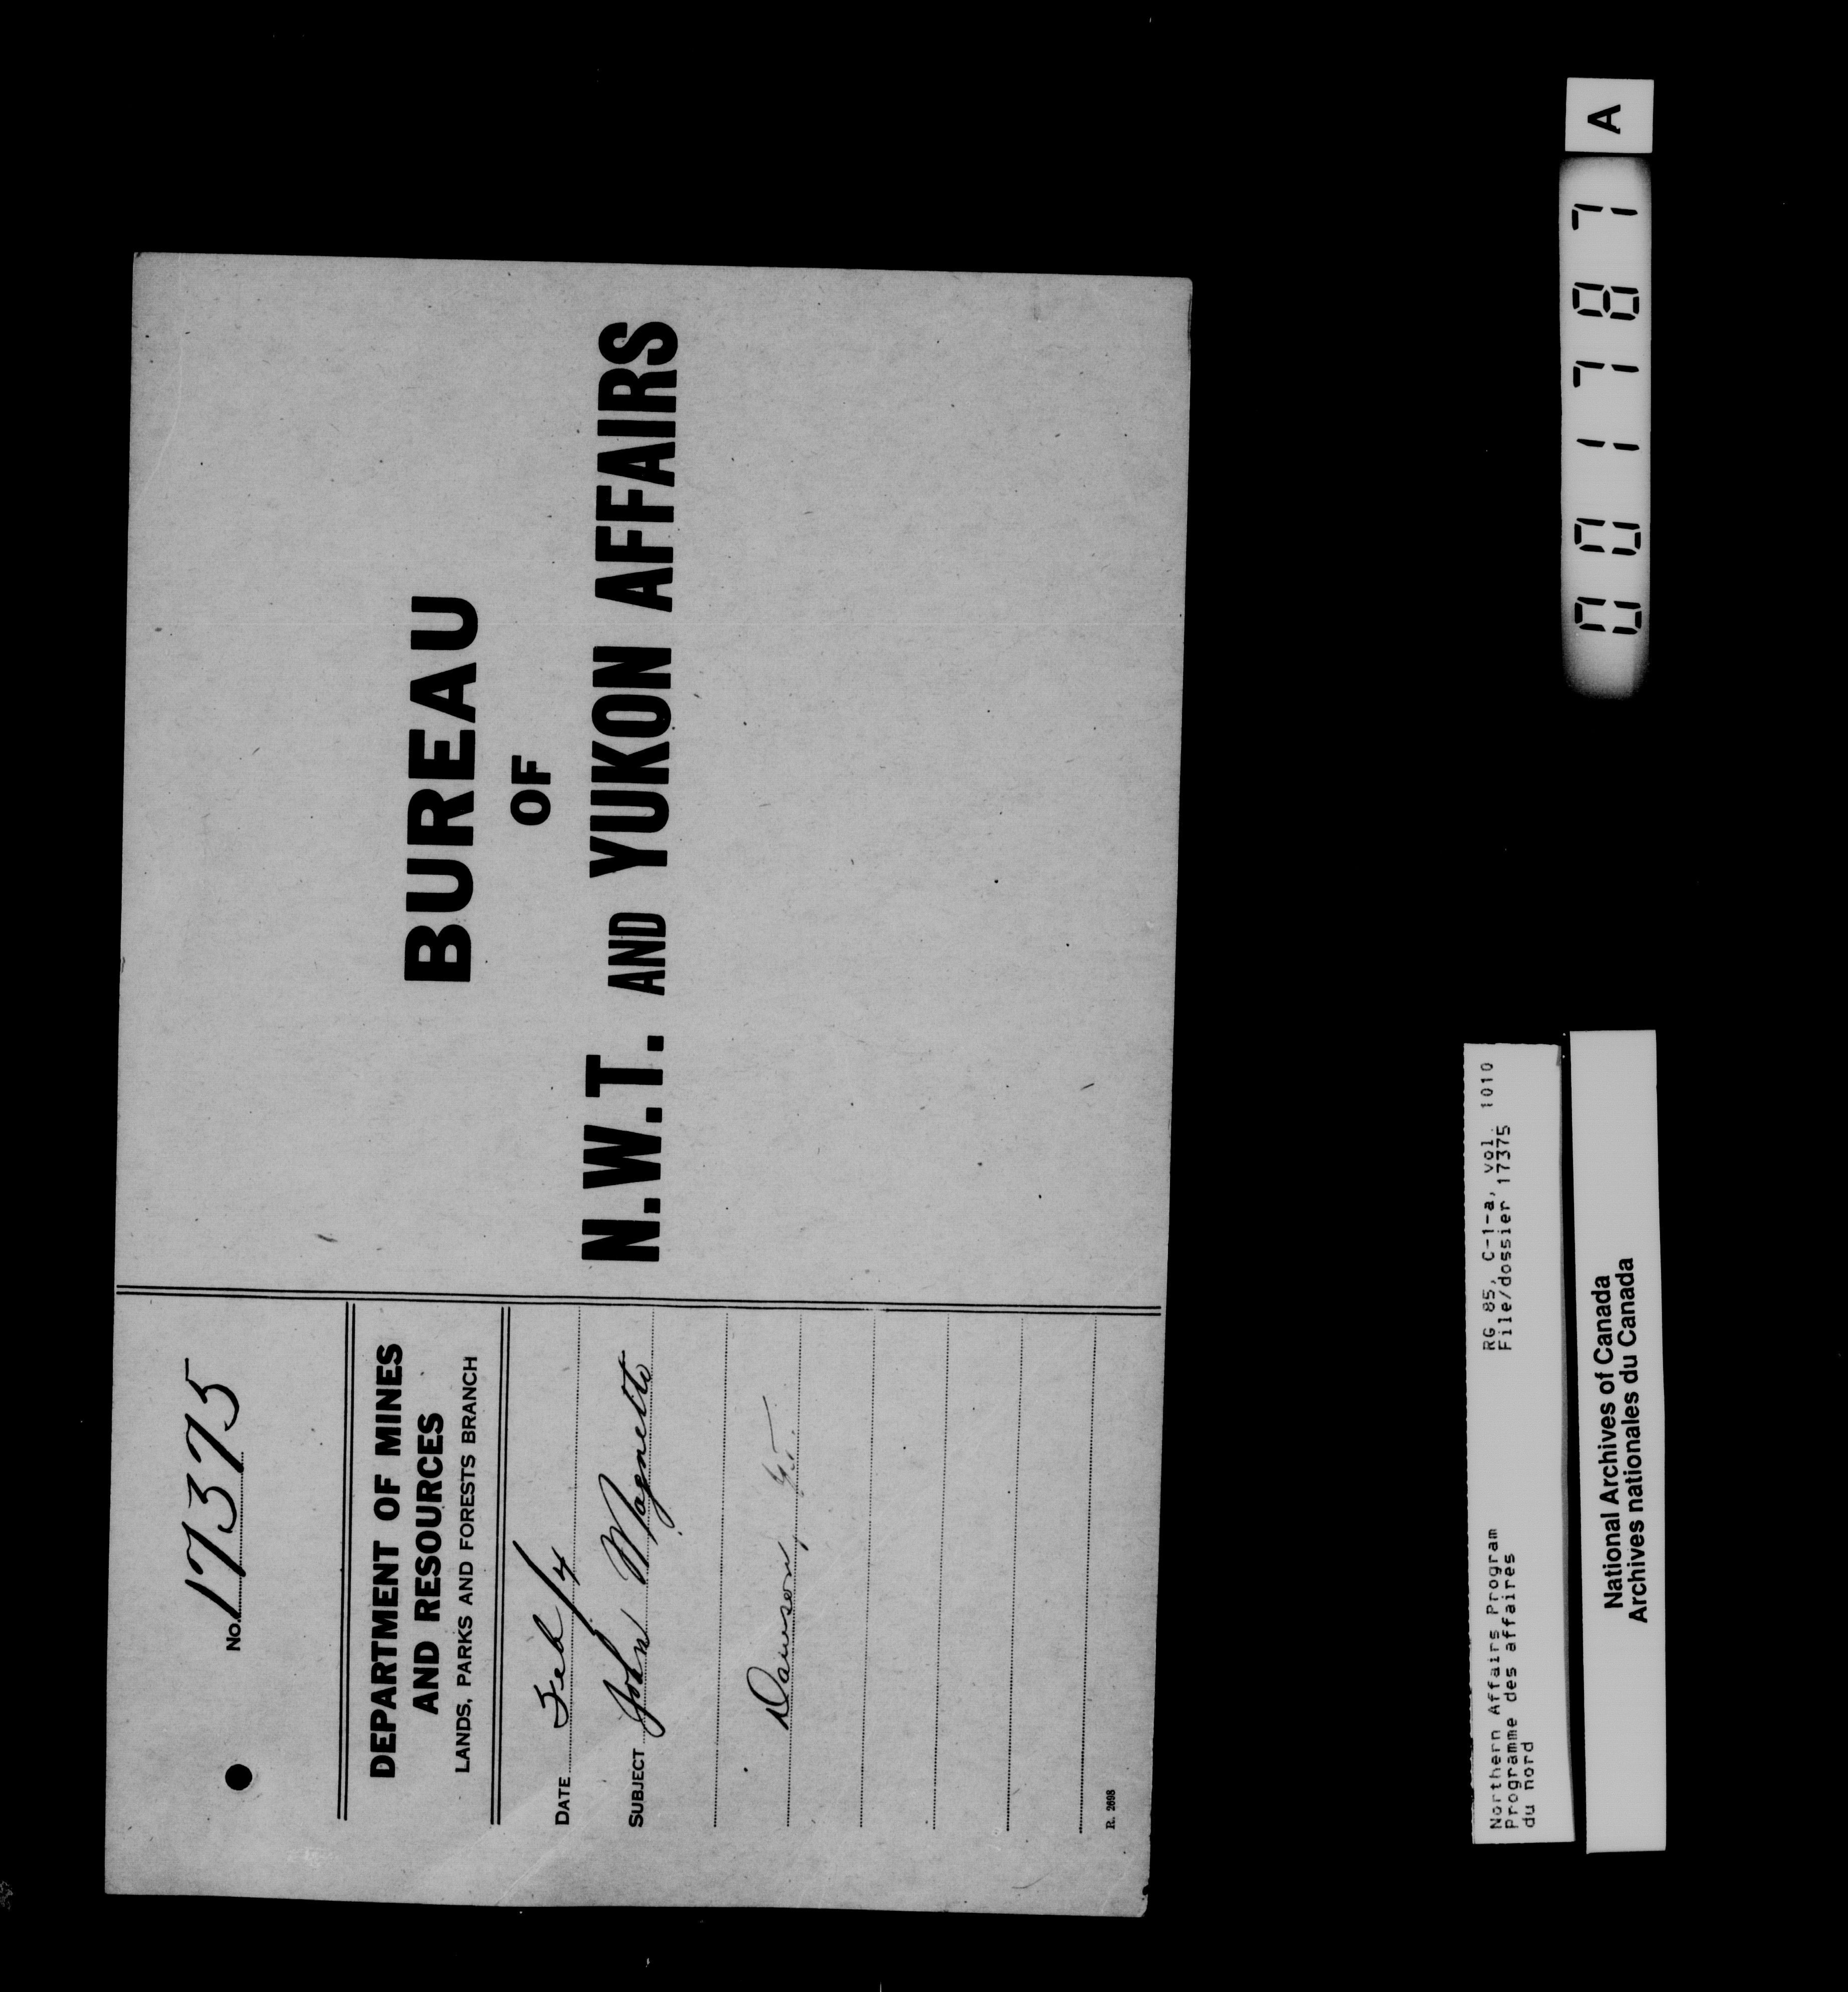 No. 17375
DEPARTMENT OF MINES
AND RESOURCES
LANDS, PARKS AND FORESTS BRANCH
DATE Feb/4
SUBJECT John Magnetto
Dawson, Y.T.
R. 2698
BUREAU
OF
N.W.T. AND YUKON AFFAIRS
Northern Affairs Program
Programme des affaires
du nord
RG 85, C-1-a, vol. 1010
File/dossier 17375
National Archives of Canada
Archives nationales du Canada
001787
A